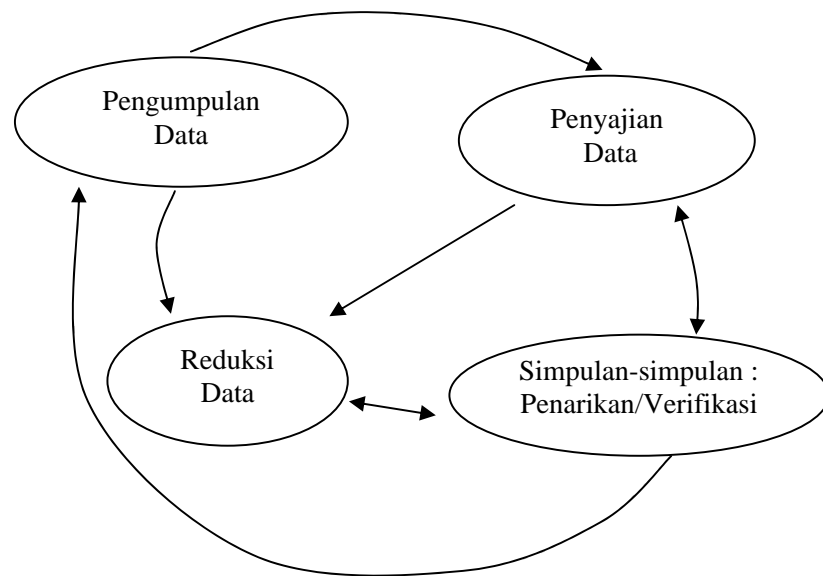 Pengumpulan
Data
Penyajian
Data
Reduksi
Data
Simpulan-simpulan :
Penarikan/Verifikasi